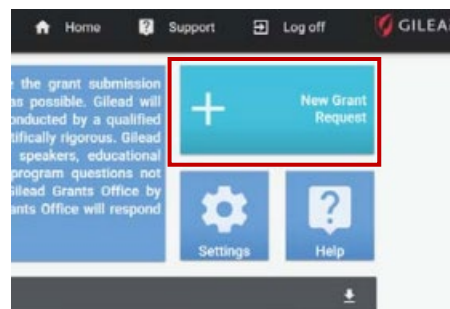 Home
Support
Log off
GILEA
the grant submission
as possible. Gilead will
onducted by a qualified
tifically rigorous. Gilead
speakers, educational
program questions not
Gilead Grants Office by
ants Office will respond
New Grant
Request
Settings
Help